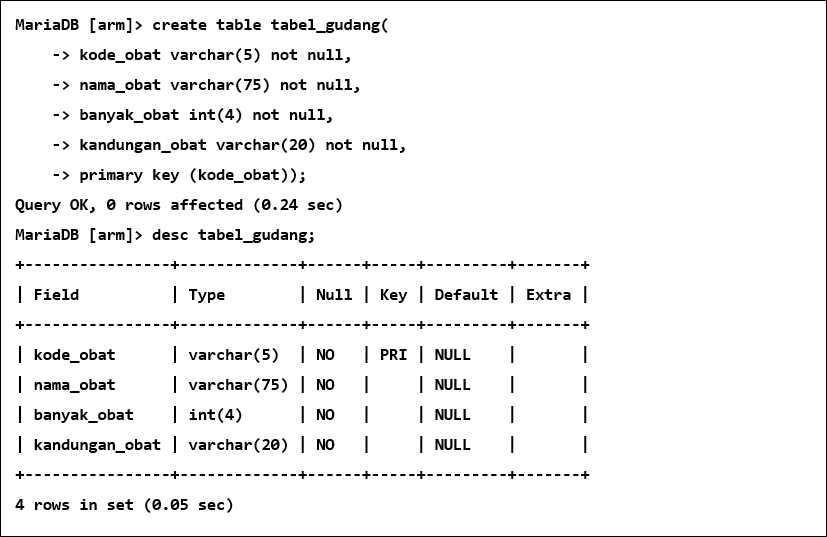 MariaDB [arm]> create table tabel_gudang(
    -> kode_obat varchar(5) not null,
    -> nama_obat varchar(75) not null,
    -> banyak_obat int(4) not null,
    -> kandungan_obat varchar(20) not null,
    -> primary key (kode_obat));
Query OK, 0 rows affected (0.24 sec)
MariaDB [arm]> desc tabel_gudang;
+----------------+-------------+------+-----+---------+-------+
| Field          | Type        | Null | Key | Default | Extra |
+----------------+-------------+------+-----+---------+-------+
| kode_obat      | varchar(5)  | NO   | PRI | NULL    |       |
| nama_obat      | varchar(75) | NO   |     | NULL    |       |
| banyak_obat    | int(4)      | NO   |     | NULL    |       |
| kandungan_obat | varchar(20) | NO   |     | NULL    |       |
+----------------+-------------+------+-----+---------+-------+
4 rows in set (0.05 sec)